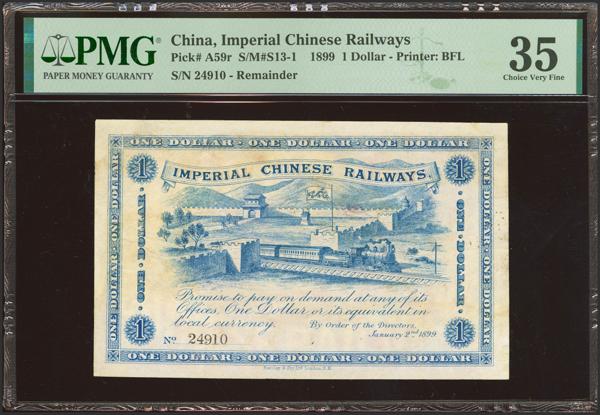 PMG
PAPER MONEY GUARANTY
China, Imperial Chinese Railways
Pick# A59r S/M#S13-1 1899 1 Dollar - Printer: BFL
S/N 24910 - Remainder
35
Choice Very Fine
ONE DOLLAR · ONE DOLLAR · ONE DOLLAR
ONE DOLLAR · ONE DOLLAR
ONE DOLLAR · ONE DOLLAR
1
1
IMPERIAL CHINESE RAILWAYS.
ONE DOLLAR
ONE DOLLAR
Promise to pay on demand at any of its
Offices, One Dollar or its equivalent in
local currency.
By Order of the Directors,
January 2nd 1899
No. 24910
1
1
ONE DOLLAR · ONE DOLLAR · ONE DOLLAR